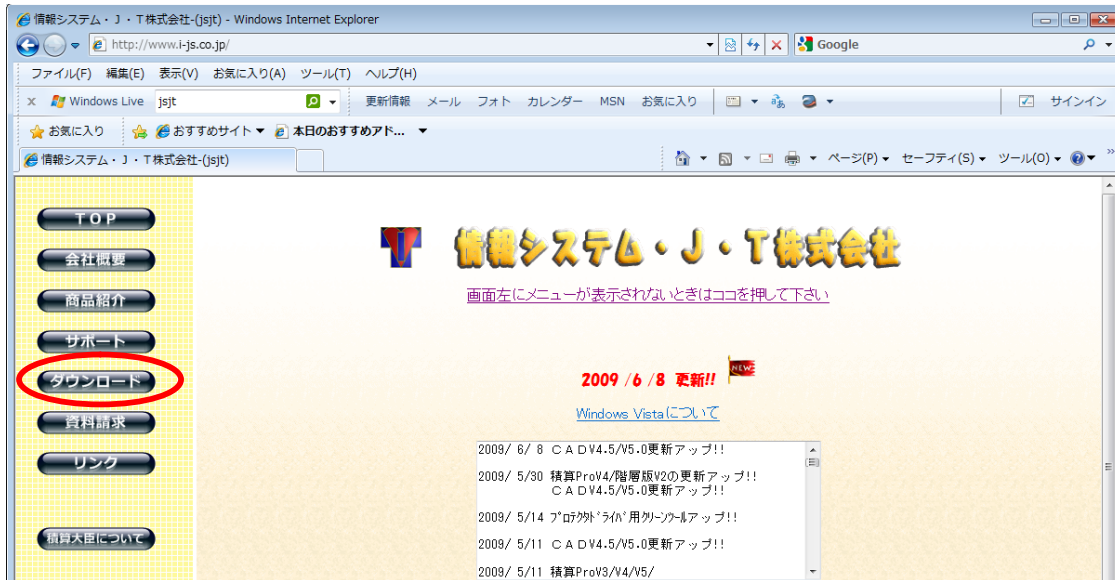 情報システム・J・T株式会社-(jsjt) - Windows Internet Explorer
http://www.i-js.co.jp/
Google
ファイル(F) 編集(E) 表示(V) お気に入り(A) ツール(T) ヘルプ(H)
x Windows Live jsjt 更新情報 メール フォト カレンダー MSN お気に入り サインイン
お気に入り おすすめサイト ▼ 本日のおすすめアド... ▼
情報システム・J・T株式会社-(jsjt) ページ(P) セーフティ(S) ツール(O)
TOP
会社概要
商品紹介
サポート
ダウンロード
資料請求
リンク
積算大臣について
情報システム・J・T株式会社
画面左にメニューが表示されないときはココを押して下さい
2009 /6 /8 更新!! NEW
Windows Vistaについて
2009/ 6/ 8 CADV4.5/V5.0更新アップ!!
2009/ 5/30 積算ProV4/階層版V2の更新アップ!!
CADV4.5/V5.0更新アップ!!
2009/ 5/14 プロテクトドライバ用クリーンツールアップ!!
2009/ 5/11 CADV4.5/V5.0更新アップ!!
2009/ 5/11 積算ProV3/V4/V5/